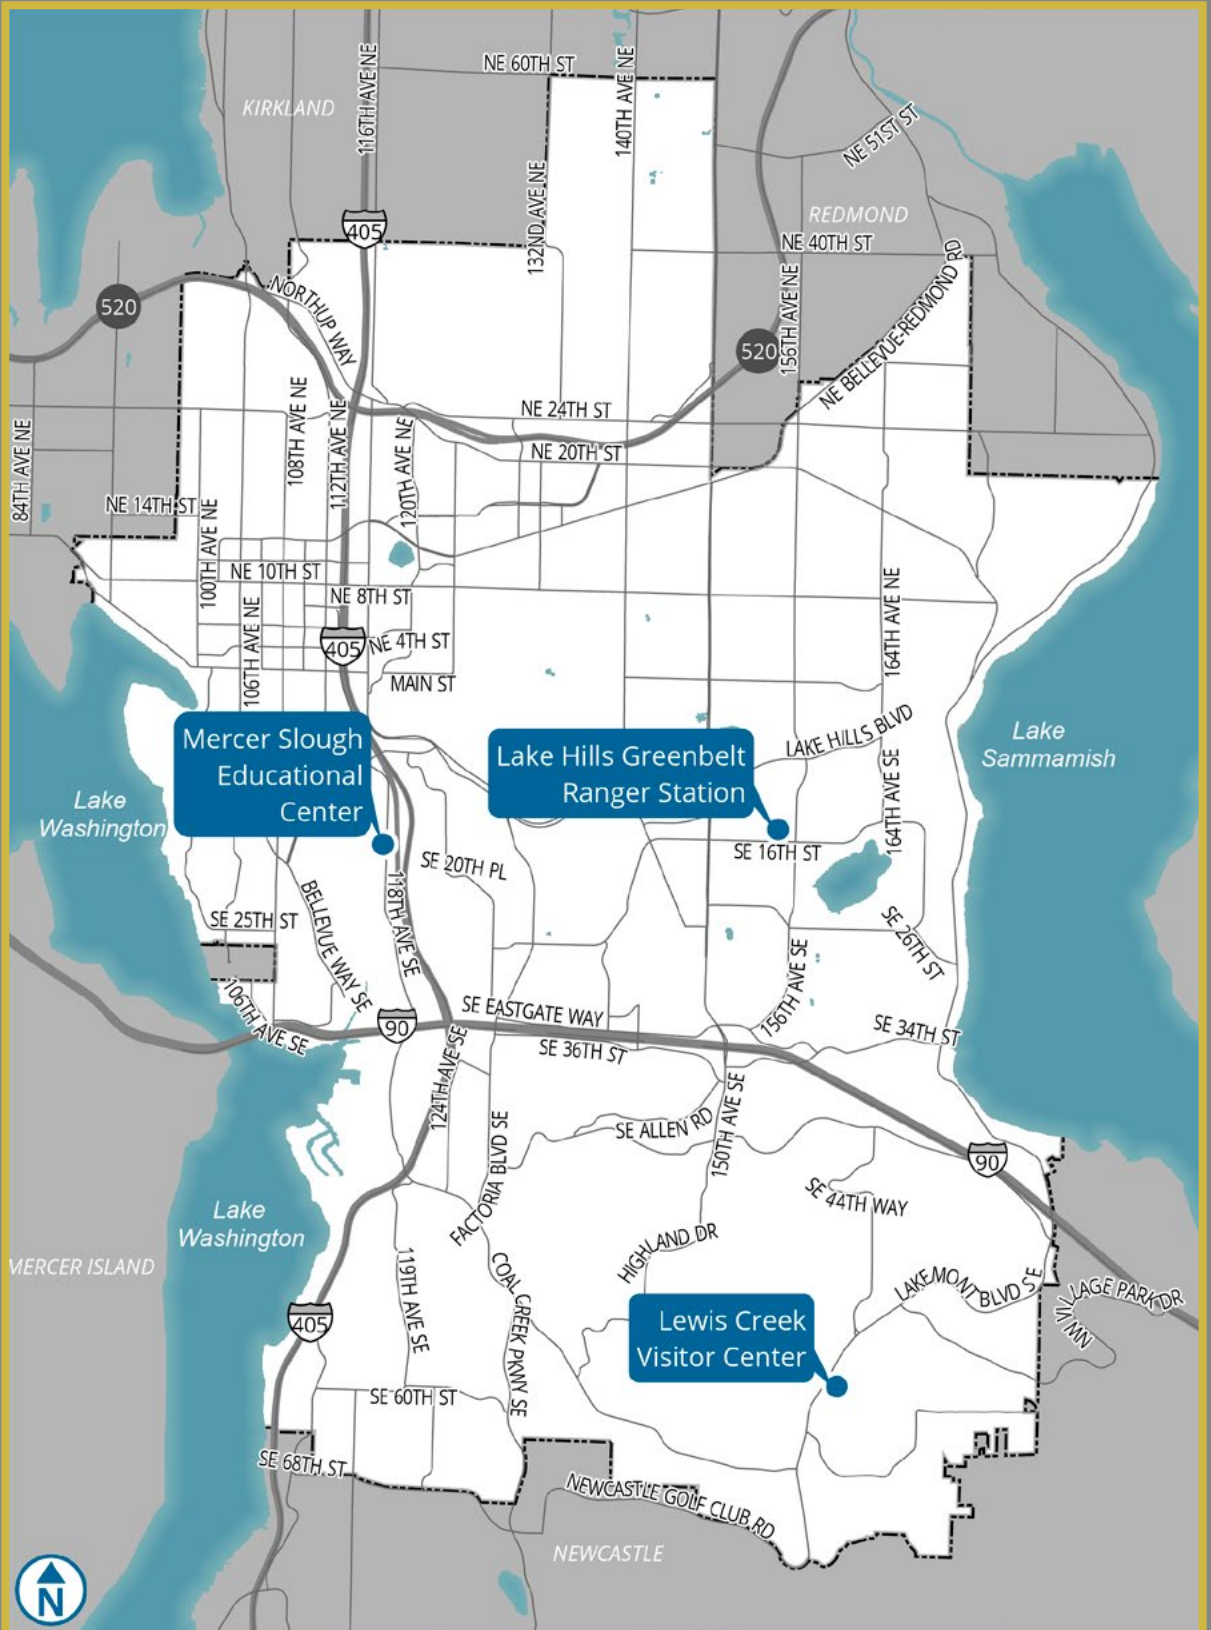 NE 60TH ST
116TH AVE NE
140TH AVE NE
KIRKLAND
NE 51ST ST
132ND AVE NE
REDMOND
405
NE 40TH ST
NE BELLEVUE-REDMOND RD
156TH AVE NE
520
NORTHUP WAY
520
108TH AVE NE
112TH AVE NE
120TH AVE NE
NE 24TH ST
84TH AVE NE
NE 20TH ST
NE 14TH ST
100TH AVE NE
NE 10TH ST
NE 8TH ST
164TH AVE NE
106TH AVE NE
405
NE 4TH ST
MAIN ST
Mercer Slough
Educational
Center
Lake Hills Greenbelt
Ranger Station
LAKE HILLS BLVD
Lake
Sammamish
164TH AVE SE
Lake
Washington
SE 16TH ST
SE 20TH PL
118TH AVE SE
BELLEVUE WAY SE
SE 25TH ST
SE 26TH ST
156TH AVE SE
106TH AVE SE
90
SE EASTGATE WAY
SE 34TH ST
SE 36TH ST
124TH AVE SE
150TH AVE SE
SE ALLEN RD
FACTORIA BLVD SE
90
SE 44TH WAY
Lake
Washington
HIGHLAND DR
MERCER ISLAND
119TH AVE SE
COAL CREEK PKWY SE
LAKEMONT BLVD SE
NW VILLAGE PARK DR
405
Lewis Creek
Visitor Center
SE 60TH ST
SE 68TH ST
NEWCASTLE GOLF CLUB RD
NEWCASTLE
N